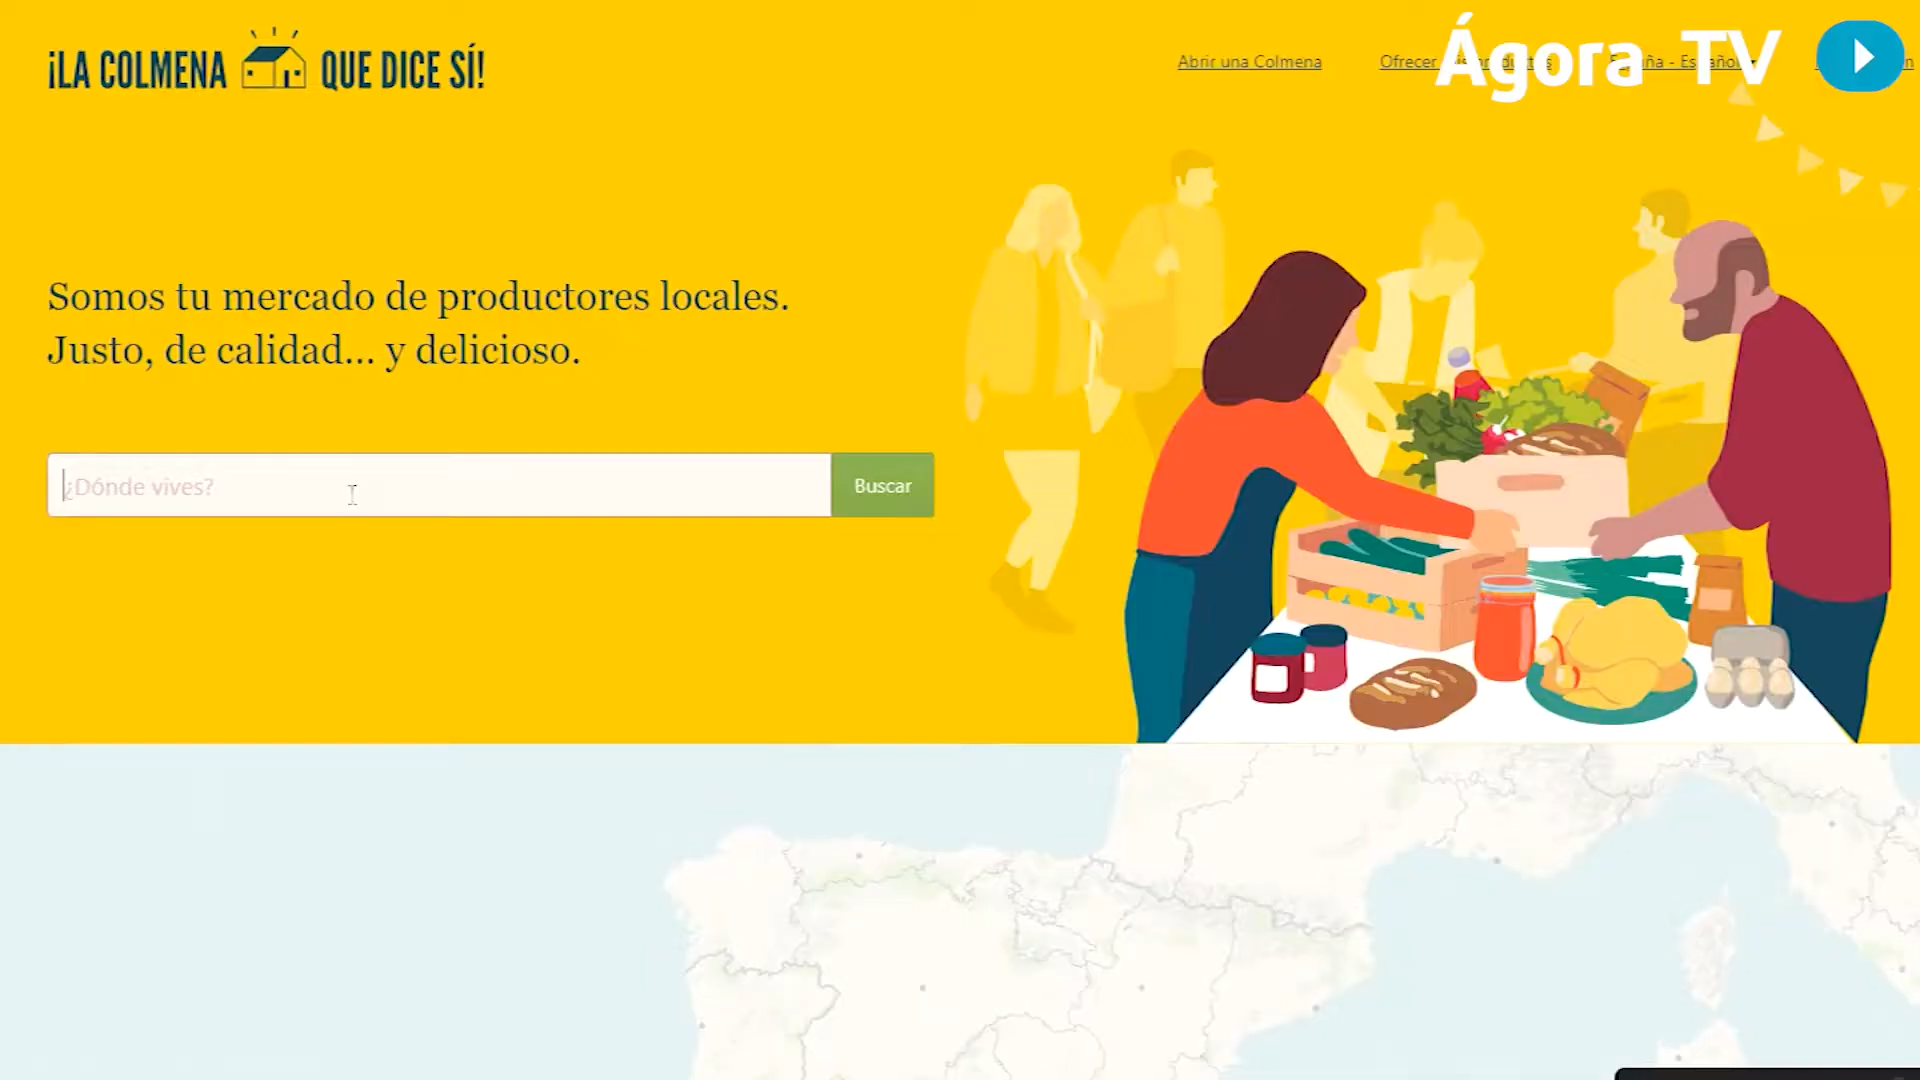 ¡LA COLMENA QUE DICE SÍ!
Abrir una Colmena
Ofrecer
Ágora TV
Somos tu mercado de productores locales.
Justo, de calidad... y delicioso.
¿Dónde vives?
Buscar